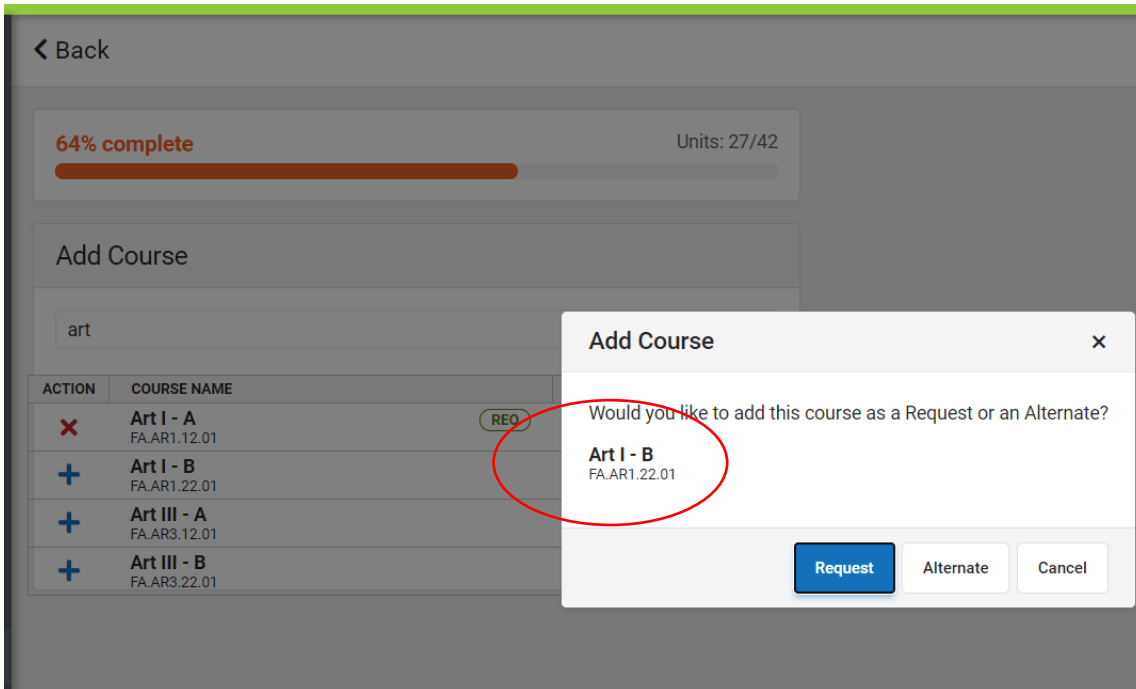 Back
64% complete
Units: 27/42
Add Course
art
ACTION COURSE NAME
Art I - A
FA.AR1.12.01
REQ
Art I - B
FA.AR1.22.01
Art III - A
FA.AR3.12.01
Art III - B
FA.AR3.22.01
Add Course
Would you like to add this course as a Request or an Alternate?
Art I - B
FA.AR1.22.01
Request Alternate Cancel